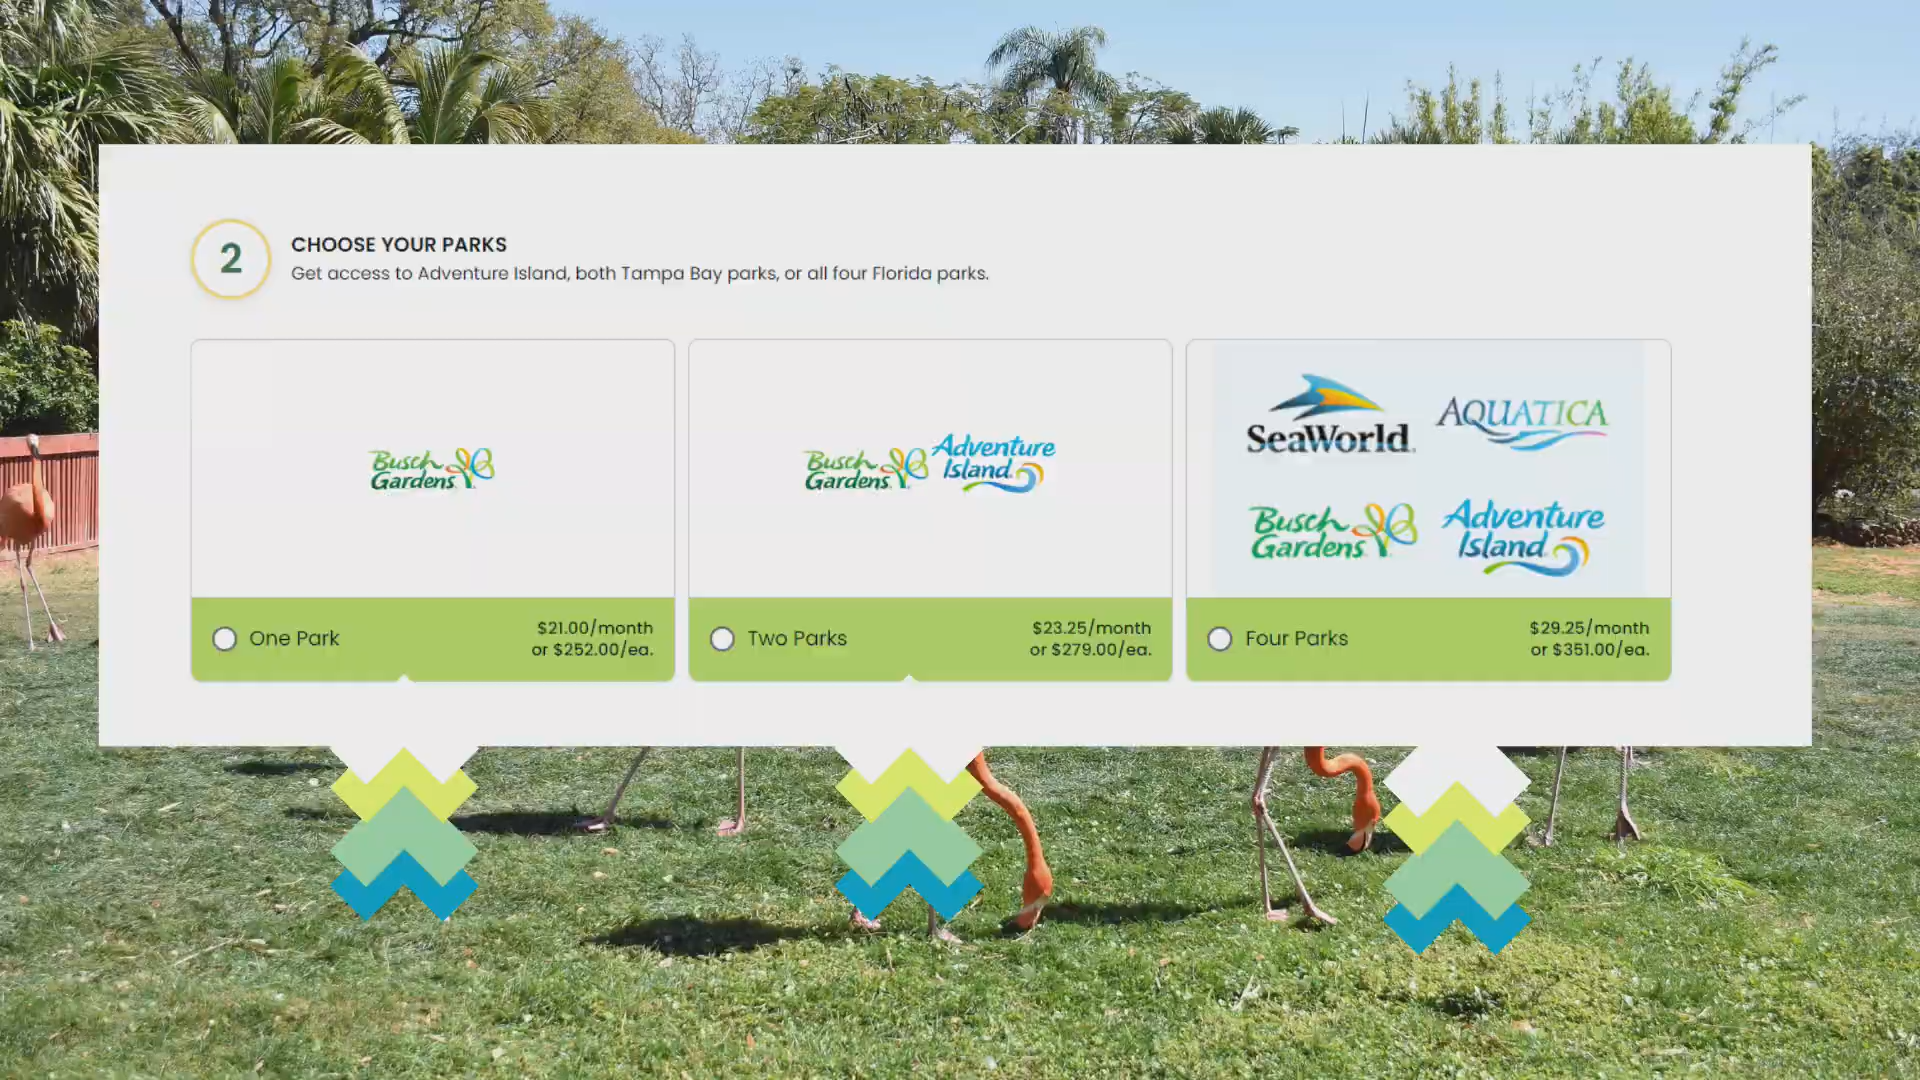 2
CHOOSE YOUR PARKS
Get access to Adventure Island, both Tampa Bay parks, or all four Florida parks.
Busch
Gardens
Busch
Gardens
Adventure
Island
SeaWorld
AQUATICA
Busch
Gardens
Adventure
Island
One Park
$21.00/month
or $252.00/ea.
Two Parks
$23.25/month
or $279.00/ea.
Four Parks
$29.25/month
or $351.00/ea.